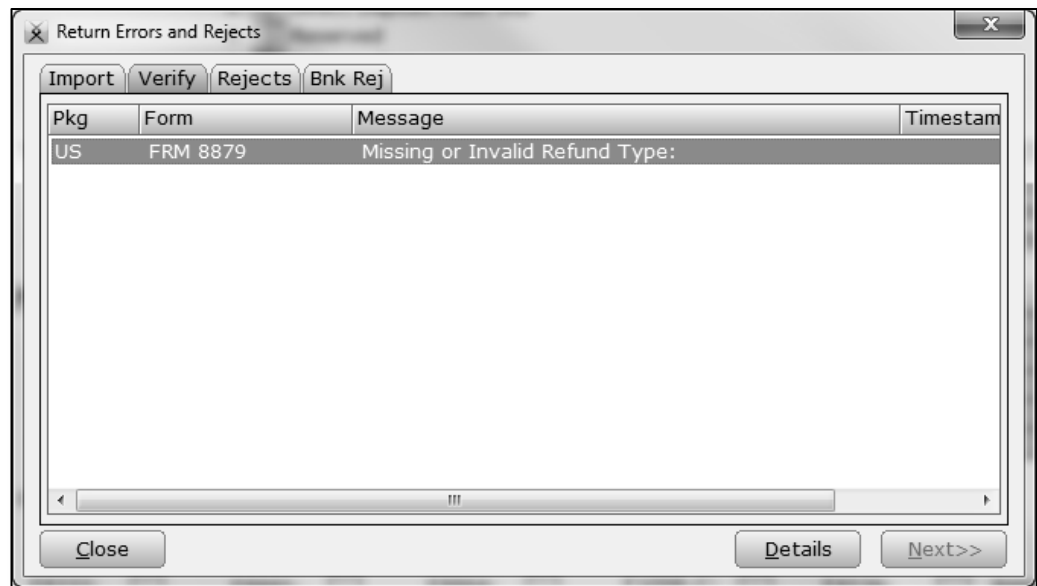 Return Errors and Rejects
Import Verify Rejects Bnk Rej
Pkg Form Message Timestam
US FRM 8879 Missing or Invalid Refund Type:
Close Details Next>>